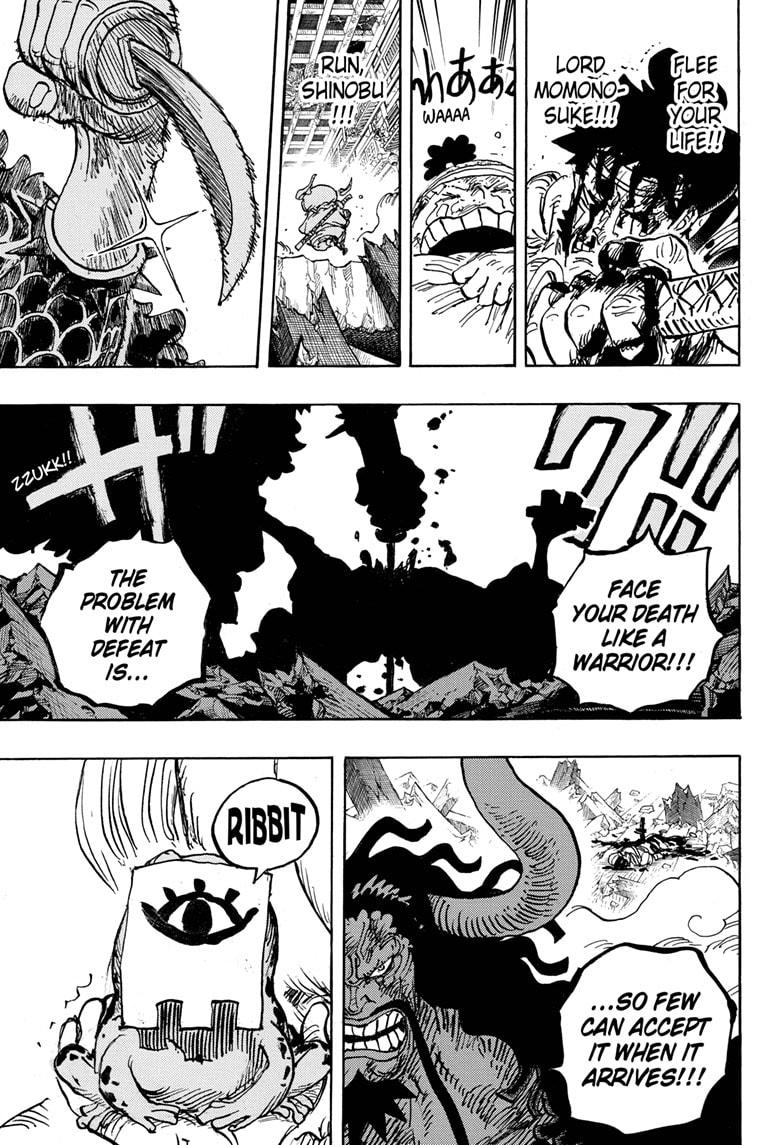 FLEE FOR
YOUR
LIFE!!
LORD
MOMONO-
SUKE!!!
WAAAA
RUN,
SHINOBU
!!!
FACE
YOUR DEATH
LIKE A
WARRIOR!!!
ZZUKK!!
THE
PROBLEM
WITH
DEFEAT
IS...
...SO FEW
CAN ACCEPT
IT WHEN IT
ARRIVES!!!
RIBBIT